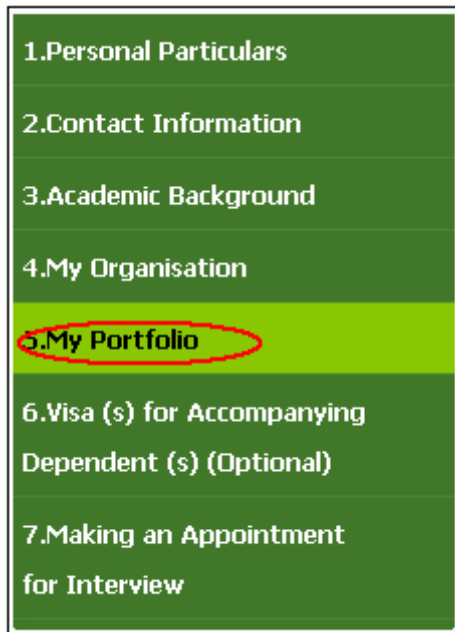 1.Personal Particulars
2.Contact Information
3.Academic Background
4.My Organisation
5.My Portfolio
6.Visa (s) for Accompanying
Dependent (s) (Optional)
7.Making an Appointment
for Interview